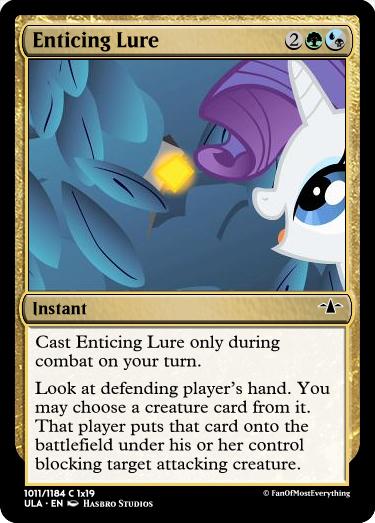 Enticing Lure 2
Instant
Cast Enticing Lure only during
combat on your turn.
Look at defending player's hand. You
may choose a creature card from it.
That player puts that card onto the
battlefield under his or her control
blocking target attacking creature.
1011/1184 C 1x19
ULA • EN Hasbro Studios
© FanOfMostEverything